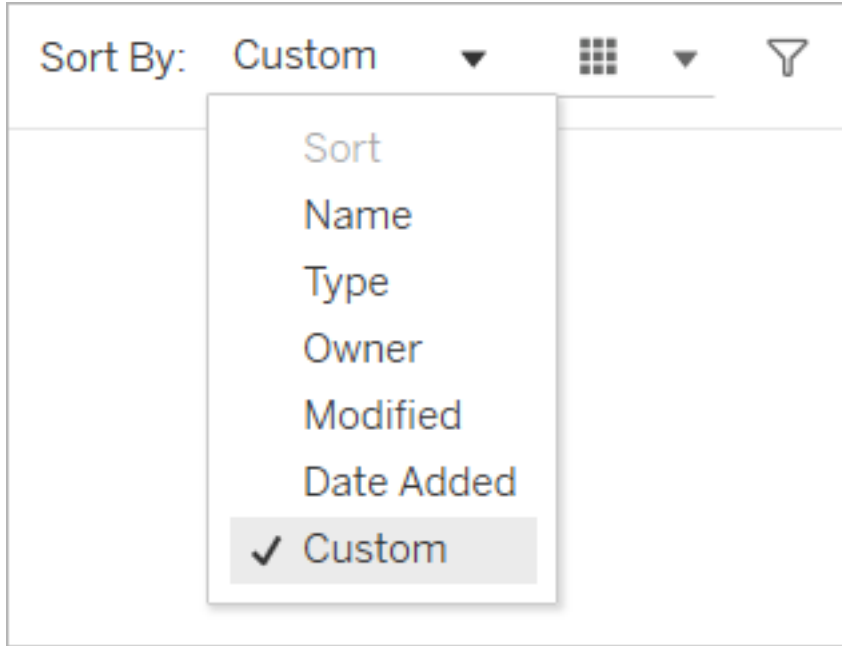 Sort By: Custom
Sort
Name
Type
Owner
Modified
Date Added
Custom